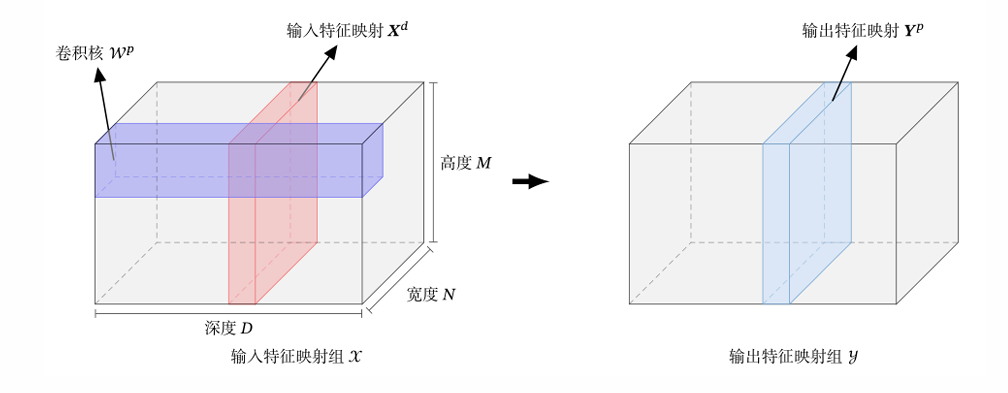 输入特征映射 X^d
卷积核 W^p
高度 M
宽度 N
深度 D
输入特征映射组 X
输出特征映射 Y^p
输出特征映射组 Y